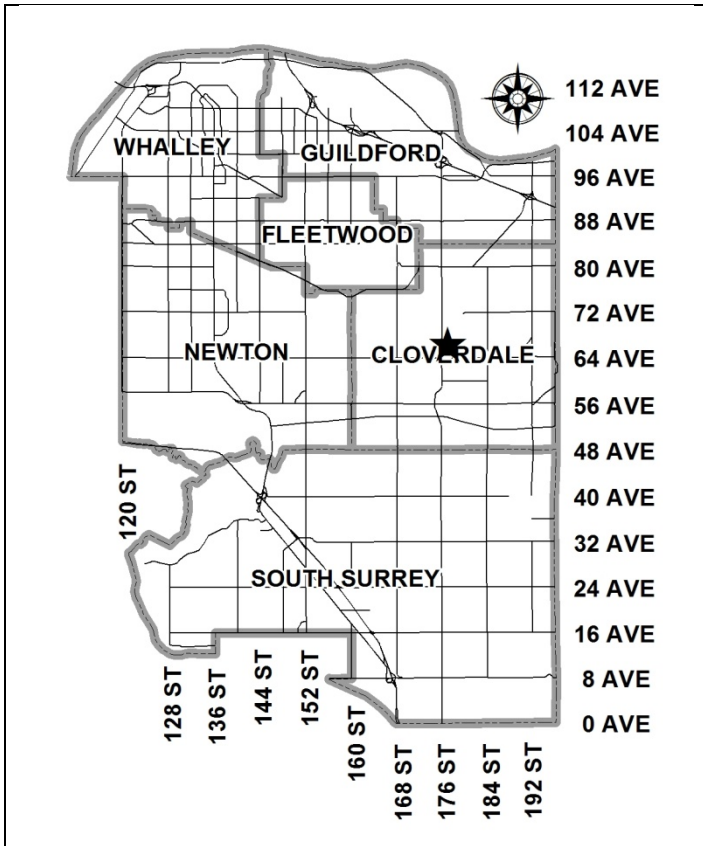 112 AVE
104 AVE
WHALLEY
GUILDFORD
96 AVE
88 AVE
FLEETWOOD
80 AVE
72 AVE
NEWTON
CLOVERDALE
64 AVE
56 AVE
48 AVE
120 ST
40 AVE
32 AVE
SOUTH SURREY
24 AVE
16 AVE
8 AVE
0 AVE
128 ST
136 ST
144 ST
152 ST
160 ST
168 ST
176 ST
184 ST
192 ST